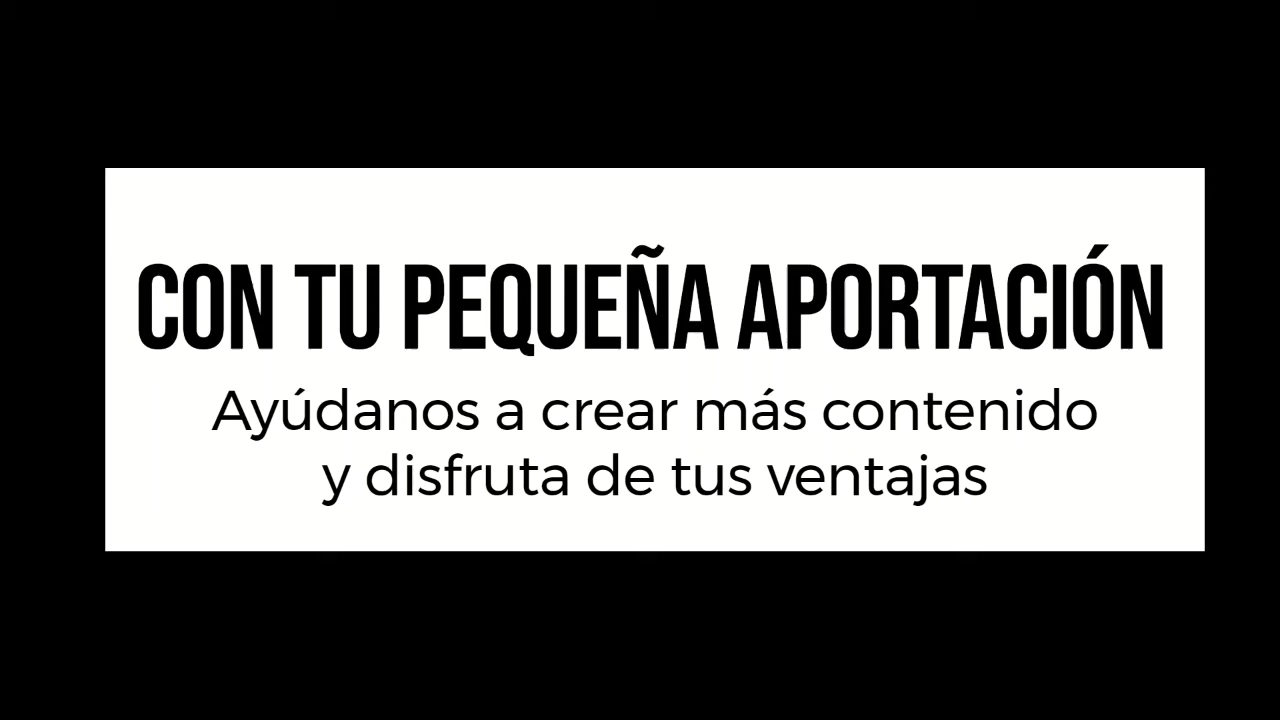 CON TU PEQUEÑA APORTACIÓN
Ayúdanos a crear más contenido
y disfruta de tus ventajas